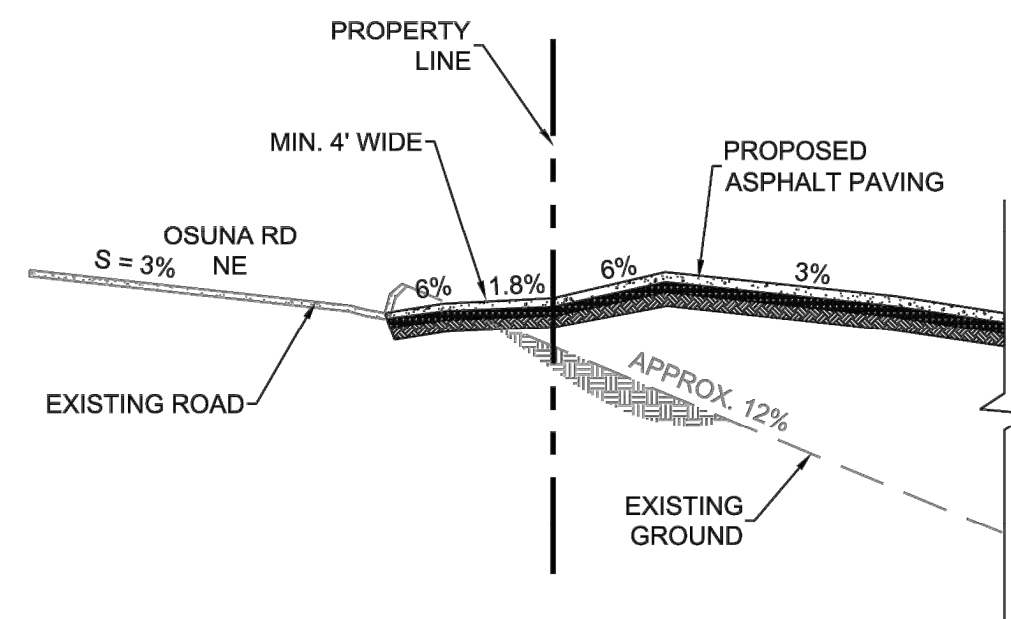 PROPERTY
LINE
MIN. 4' WIDE
PROPOSED
ASPHALT PAVING
OSUNA RD
NE
S = 3%
6%
1.8%
6%
3%
APPROX. 12%
EXISTING ROAD
EXISTING
GROUND